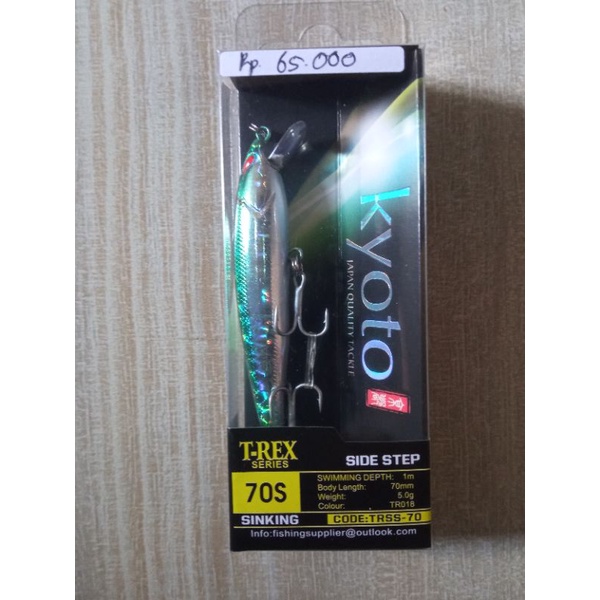 Rp. 65.000
kyoto
JAPAN QUALITY TACKLE
T-REX
SERIES
SIDE STEP
70S
SINKING
SWIMMING DEPTH: 1m
Body Length: 70mm
Weight: 5.0g
Colour: TR018
CODE:TRSS-70
Info:fishingsupplier@outlook.com